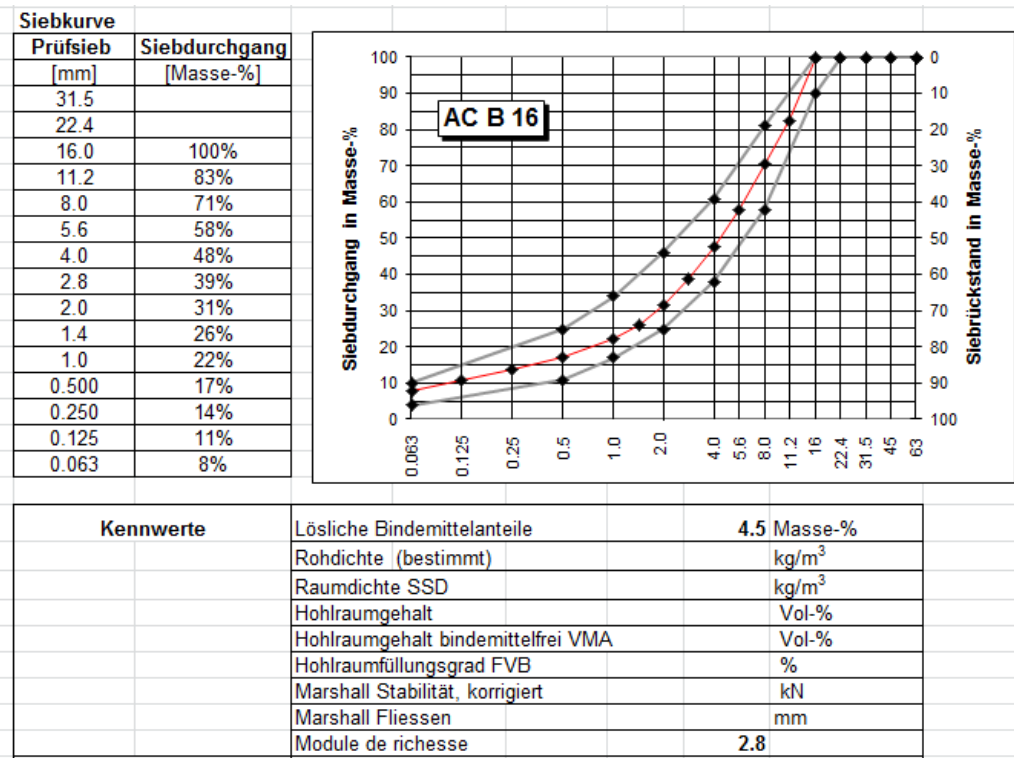 Siebkurve
Prüfsieb Siebdurchgang
[mm] [Masse-%]
31.5
22.4
16.0 100%
11.2 83%
8.0 71%
5.6 58%
4.0 48%
2.8 39%
2.0 31%
1.4 26%
1.0 22%
0.500 17%
0.250 14%
0.125 11%
0.063 8%
AC B 16
Siebdurchgang in Masse-%
100
90
80
70
60
50
40
30
20
10
0
0
10
20
30
40
50
60
70
80
90
100
Siebrückstand in Masse-%
0.063 0.125 0.25 0.5 1.0 2.0 4.0 5.6 8.0 11.2 16 22.4 31.5 45 63
Kennwerte
Lösliche Bindemittelanteile 4.5 Masse-%
Rohdichte (bestimmt) kg/m³
Raumdichte SSD kg/m³
Hohlraumgehalt Vol-%
Hohlraumgehalt bindemittelfrei VMA Vol-%
Hohlraumfüllungsgrad FVB %
Marshall Stabilität, korrigiert kN
Marshall Fliessen mm
Module de richesse 2.8